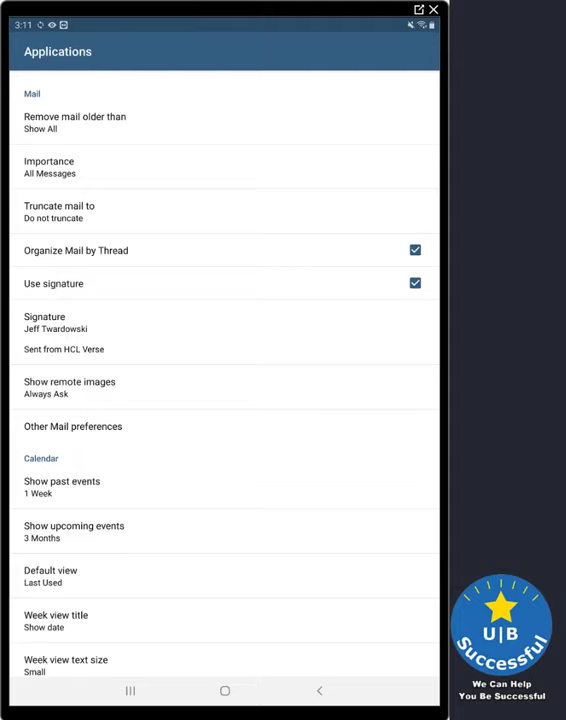 3:11
Applications
Mail
Remove mail older than
Show All
Importance
All Messages
Truncate mail to
Do not truncate
Organize Mail by Thread
Use signature
Signature
Jeff Twardowski
Sent from HCL Verse
Show remote images
Always Ask
Other Mail preferences
Calendar
Show past events
1 Week
Show upcoming events
3 Months
Default view
Last Used
Week view title
Show date
Week view text size
Small
U|B
Successful
We Can Help
You Be Successful